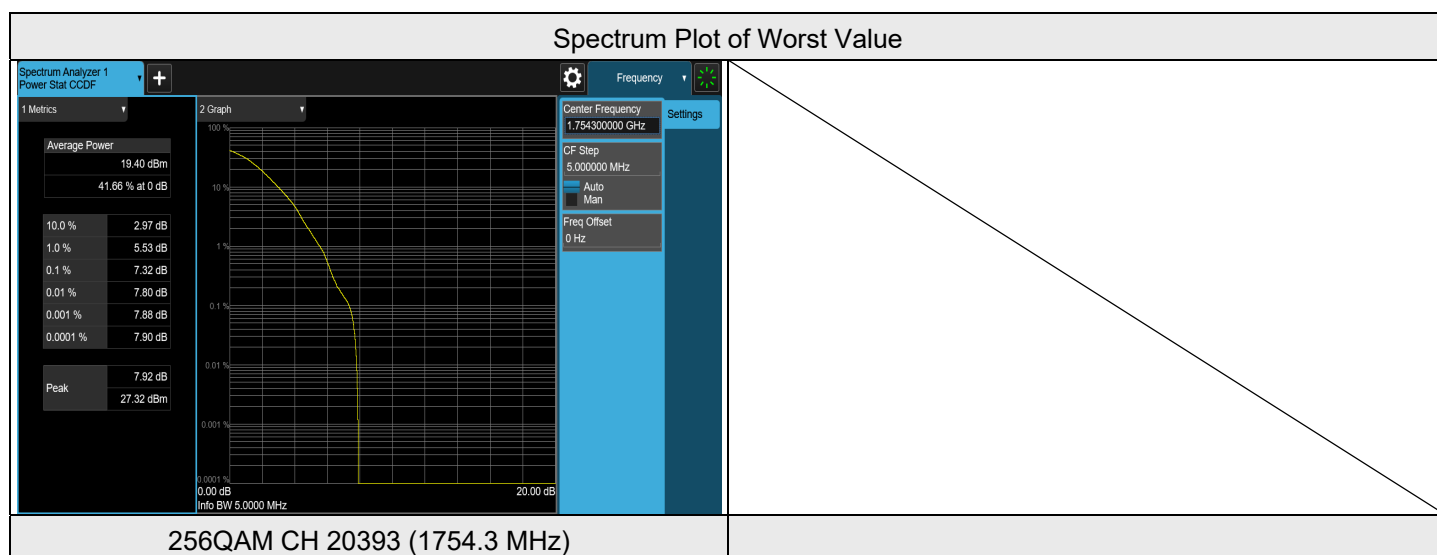 Spectrum Plot of Worst Value
Spectrum Analyzer 1
Power Stat CCDF
+
Frequency
1 Metrics
2 Graph
Center Frequency
1.754300000 GHz
Settings
CF Step
5.000000 MHz
Auto
Man
Freq Offset
0 Hz
Average Power
19.40 dBm
41.66 % at 0 dB
10.0 % 2.97 dB
1.0 % 5.53 dB
0.1 % 7.32 dB
0.01 % 7.80 dB
0.001 % 7.88 dB
0.0001 % 7.90 dB
Peak
7.92 dB
27.32 dBm
100 %
10 %
1 %
0.1 %
0.01 %
0.001 %
0.0001 %
0.00 dB 20.00 dB
Info BW 5.0000 MHz
256QAM CH 20393 (1754.3 MHz)